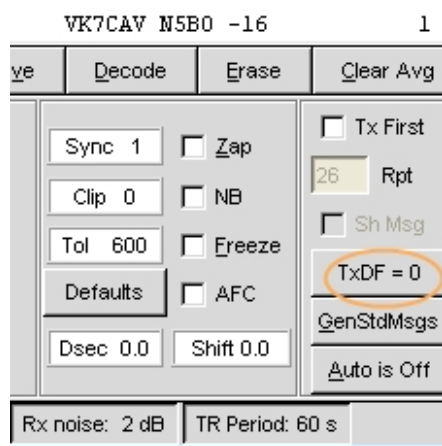 VK7CAV N5BO -16 1
ve Decode Erase Clear Avg
Tx First
Sync 1 Zap
26 Rpt
Clip 0 NB
Sh Msg
Tol 600 Freeze
TxDF = 0
Defaults AFC
GenStdMsgs
Dsec 0.0 Shift 0.0
Auto is Off
Rx noise: 2 dB TR Period: 60 s